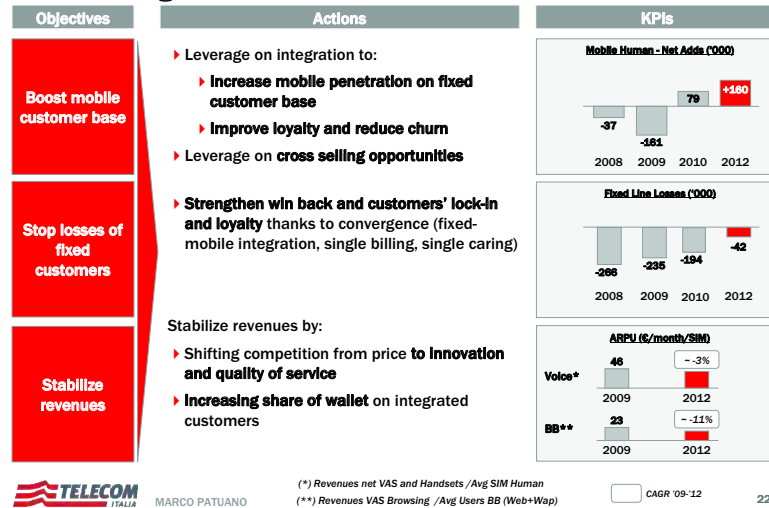 Objectives
Actions
KPIs
Boost mobile
customer base
Leverage on integration to:
Increase mobile penetration on fixed
customer base
Improve loyalty and reduce churn
Leverage on cross selling opportunities
Mobile Human - Net Adds ('000)
-37
-161
79
+160
2008 2009 2010 2012
Stop losses of
fixed
customers
Strengthen win back and customers' lock-in
and loyalty thanks to convergence (fixed-
mobile integration, single billing, single caring)
Fixed Line Losses ('000)
-266
-235
-194
-42
2008 2009 2010 2012
Stabilize
revenues
Stabilize revenues by:
Shifting competition from price to innovation
and quality of service
Increasing share of wallet on integrated
customers
ARPU (€/month/SIM)
Voice*
46
~ -3%
2009 2012
BB**
23
~ -11%
2009 2012
TELECOM
ITALIA
MARCO PATUANO
(*) Revenues net VAS and Handsets /Avg SIM Human
(**) Revenues VAS Browsing /Avg Users BB (Web+Wap)
CAGR '09-'12
22